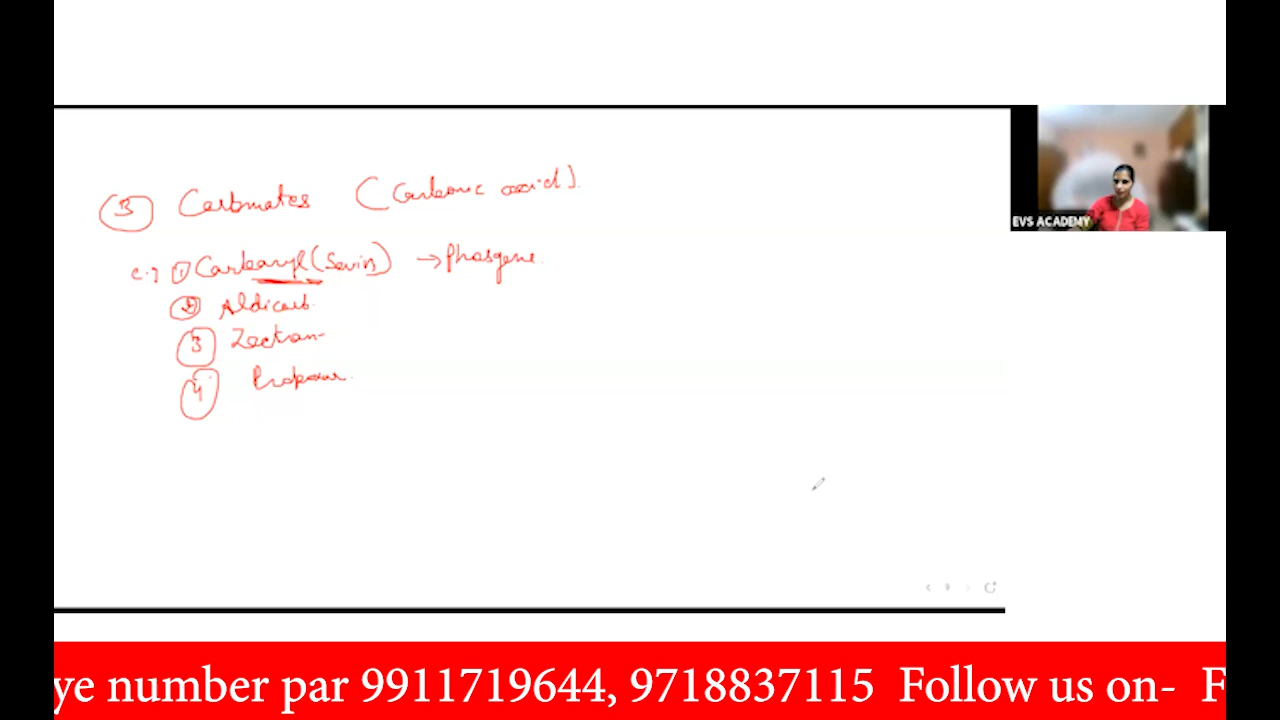 3 Carbmates (Carbonic acid).
e.g 1 Carbaryl (Sevin) → Phosgene.
2 Aldicarb.
3 Zectran
4 Propoxur.
EVS ACADEMY
ye number par 9911719644, 9718837115 Follow us on- F